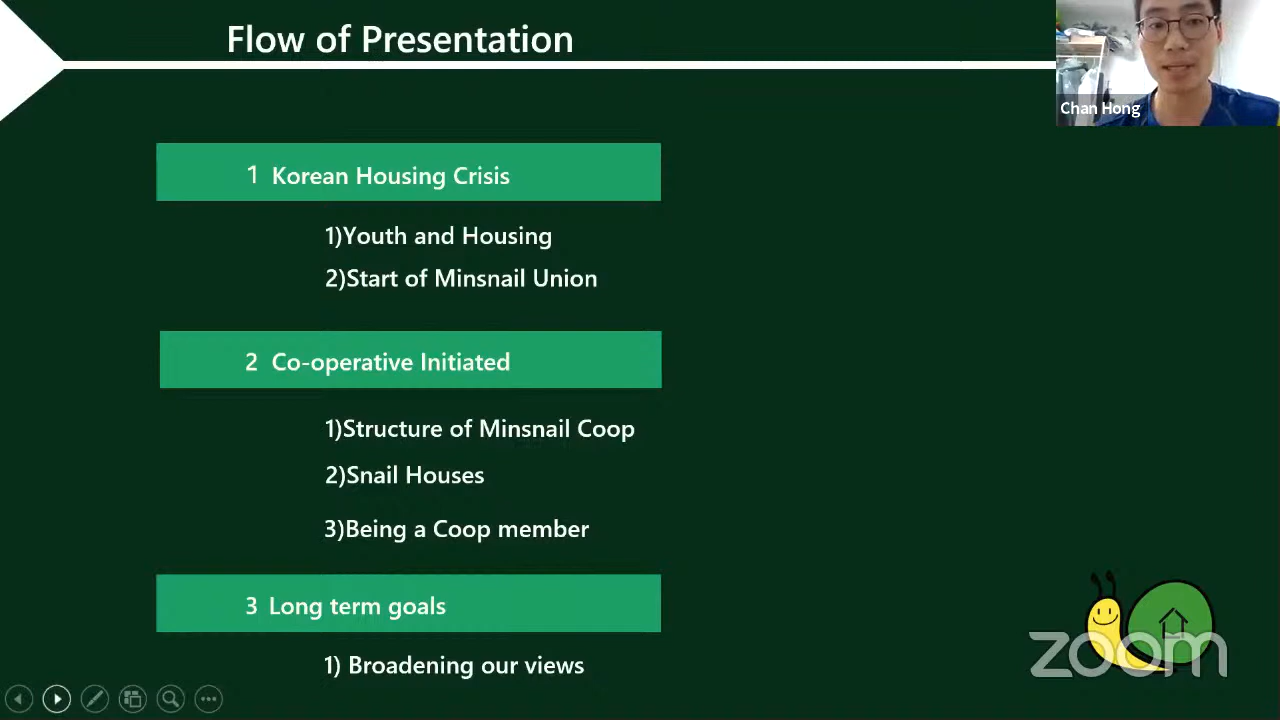 Flow of Presentation
Chan Hong
1 Korean Housing Crisis
1)Youth and Housing
2)Start of Minsnail Union
2 Co-operative Initiated
1)Structure of Minsnail Coop
2)Snail Houses
3)Being a Coop member
3 Long term goals
1) Broadening our views
zoom